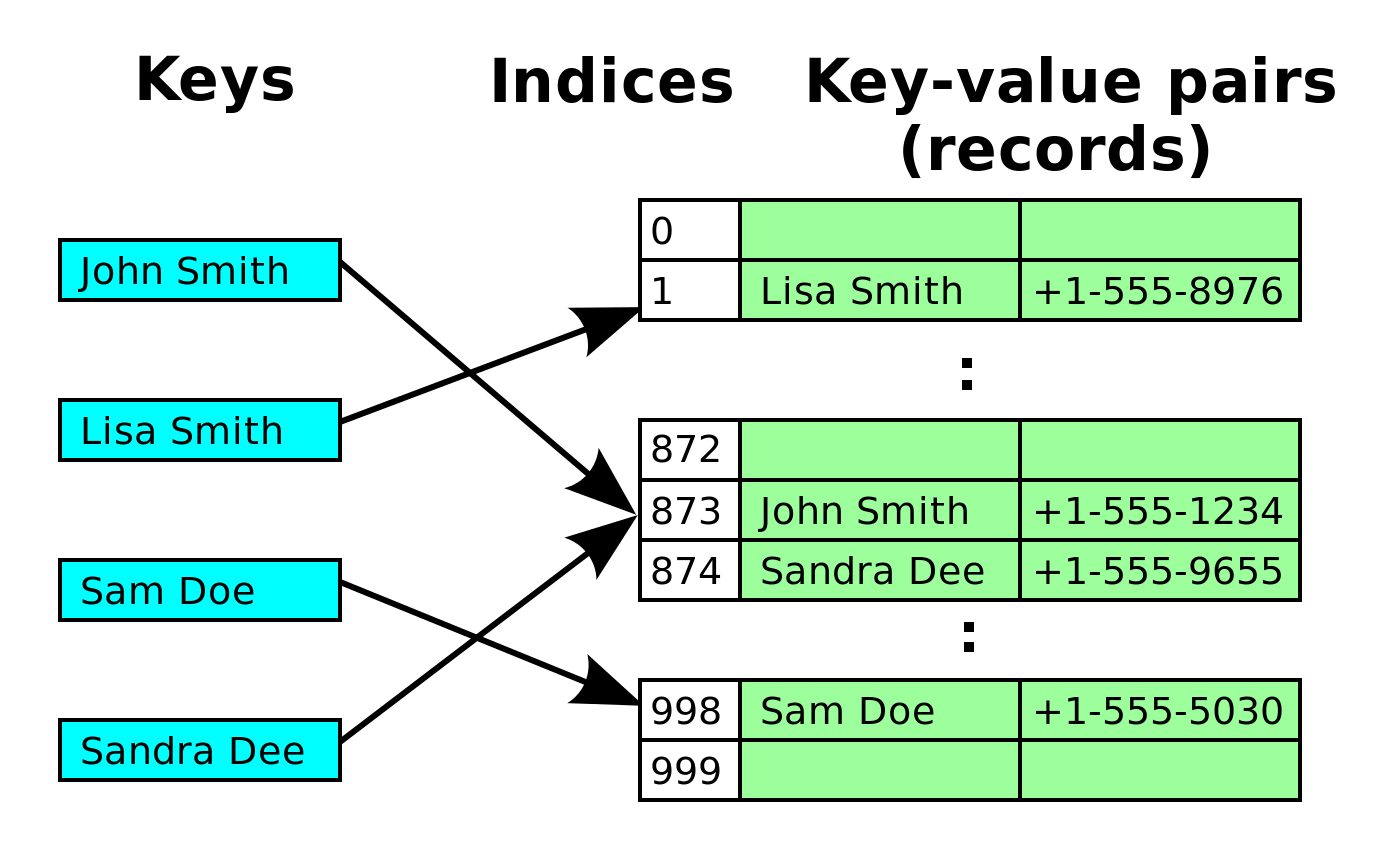 Keys
Indices
Key-value pairs
(records)
John Smith
Lisa Smith
Sam Doe
Sandra Dee
0
1 Lisa Smith +1-555-8976
:
872
873 John Smith +1-555-1234
874 Sandra Dee +1-555-9655
:
998 Sam Doe +1-555-5030
999